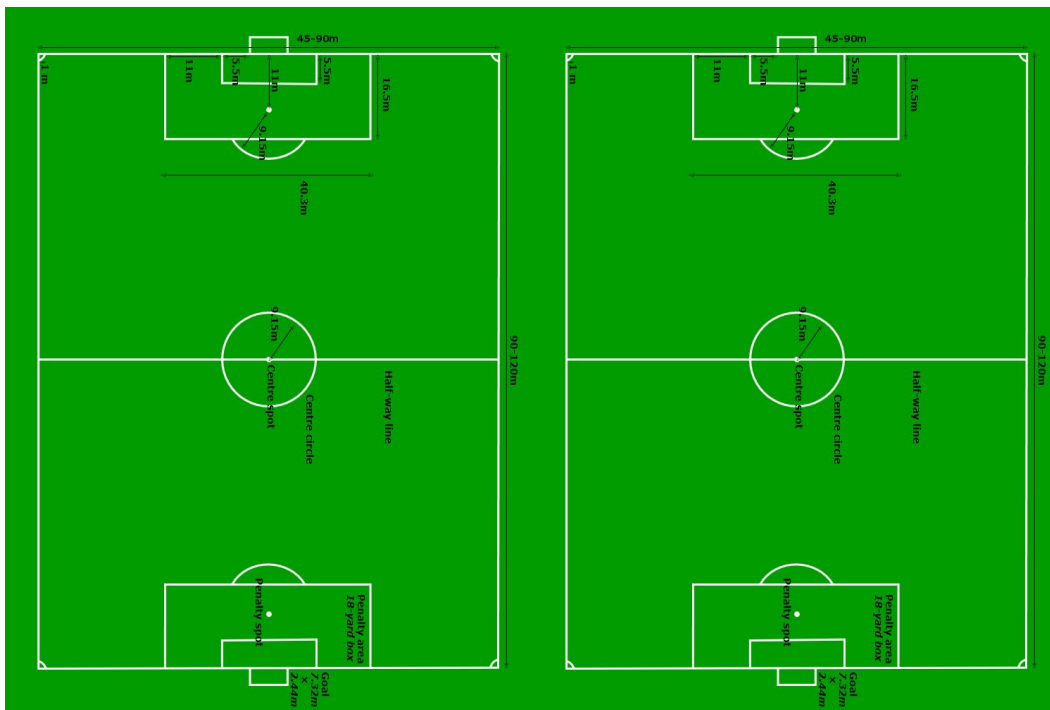 45-90m
1 m
11m
5.5m
11m
5.5m
16.5m
9.15m
40.3m
9.15m
90-120m
Centre spot
Centre circle
Half-way line
Penalty spot
Penalty area
18-yard box
Goal
7.32m
×
2.44m
45-90m
1 m
11m
5.5m
11m
5.5m
16.5m
9.15m
40.3m
9.15m
90-120m
Centre spot
Centre circle
Half-way line
Penalty spot
Penalty area
18-yard box
Goal
7.32m
×
2.44m